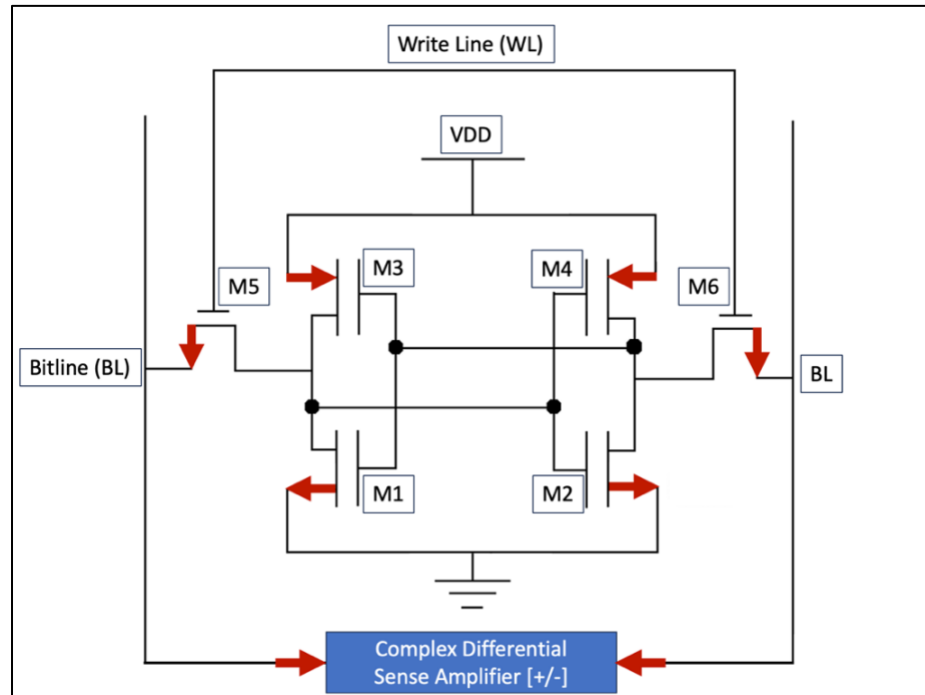 Write Line (WL)
VDD
M3
M4
M5
M6
Bitline (BL)
BL
M1
M2
Complex Differential
Sense Amplifier [+/-]